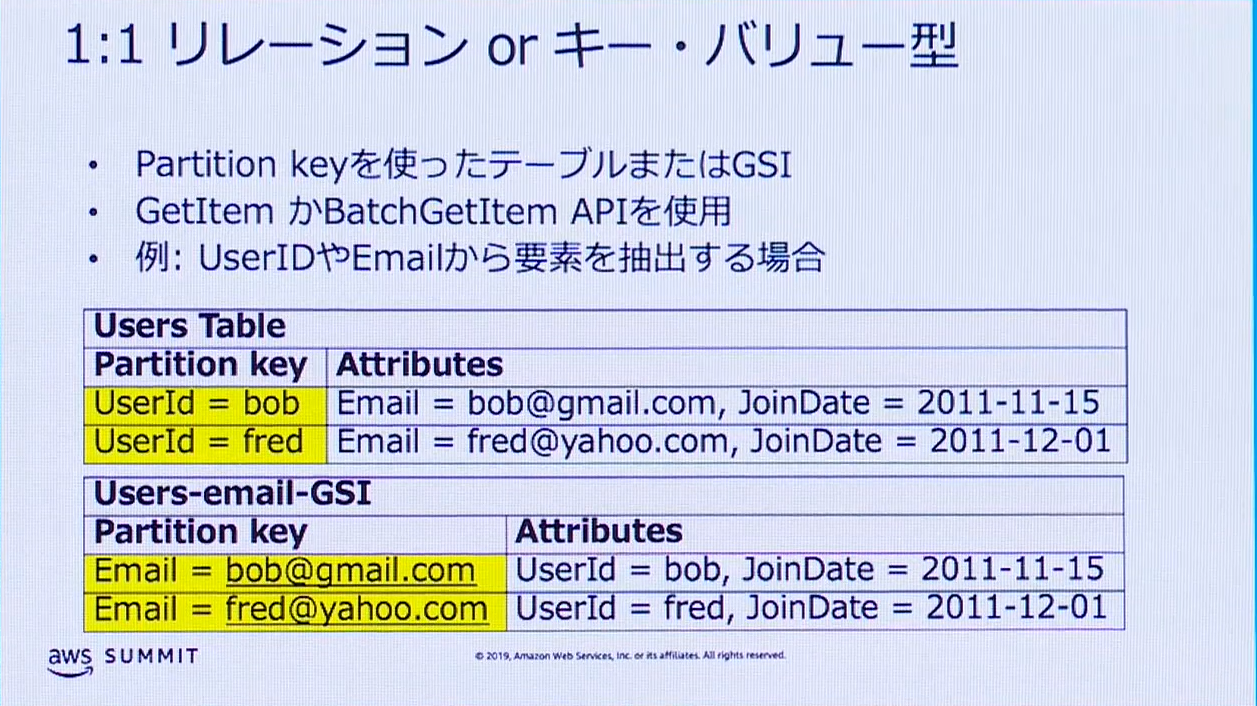 1:1 リレーション or キー・バリュー型
• Partition keyを使ったテーブルまたはGSI
• GetItem かBatchGetItem APIを使用
• 例: UserIDやEmailから要素を抽出する場合
Users Table
Partition key Attributes
UserId = bob Email = bob@gmail.com, JoinDate = 2011-11-15
UserId = fred Email = fred@yahoo.com, JoinDate = 2011-12-01
Users-email-GSI
Partition key Attributes
Email = bob@gmail.com UserId = bob, JoinDate = 2011-11-15
Email = fred@yahoo.com UserId = fred, JoinDate = 2011-12-01
aws SUMMIT © 2019, Amazon Web Services, Inc. or its affiliates. All rights reserved.